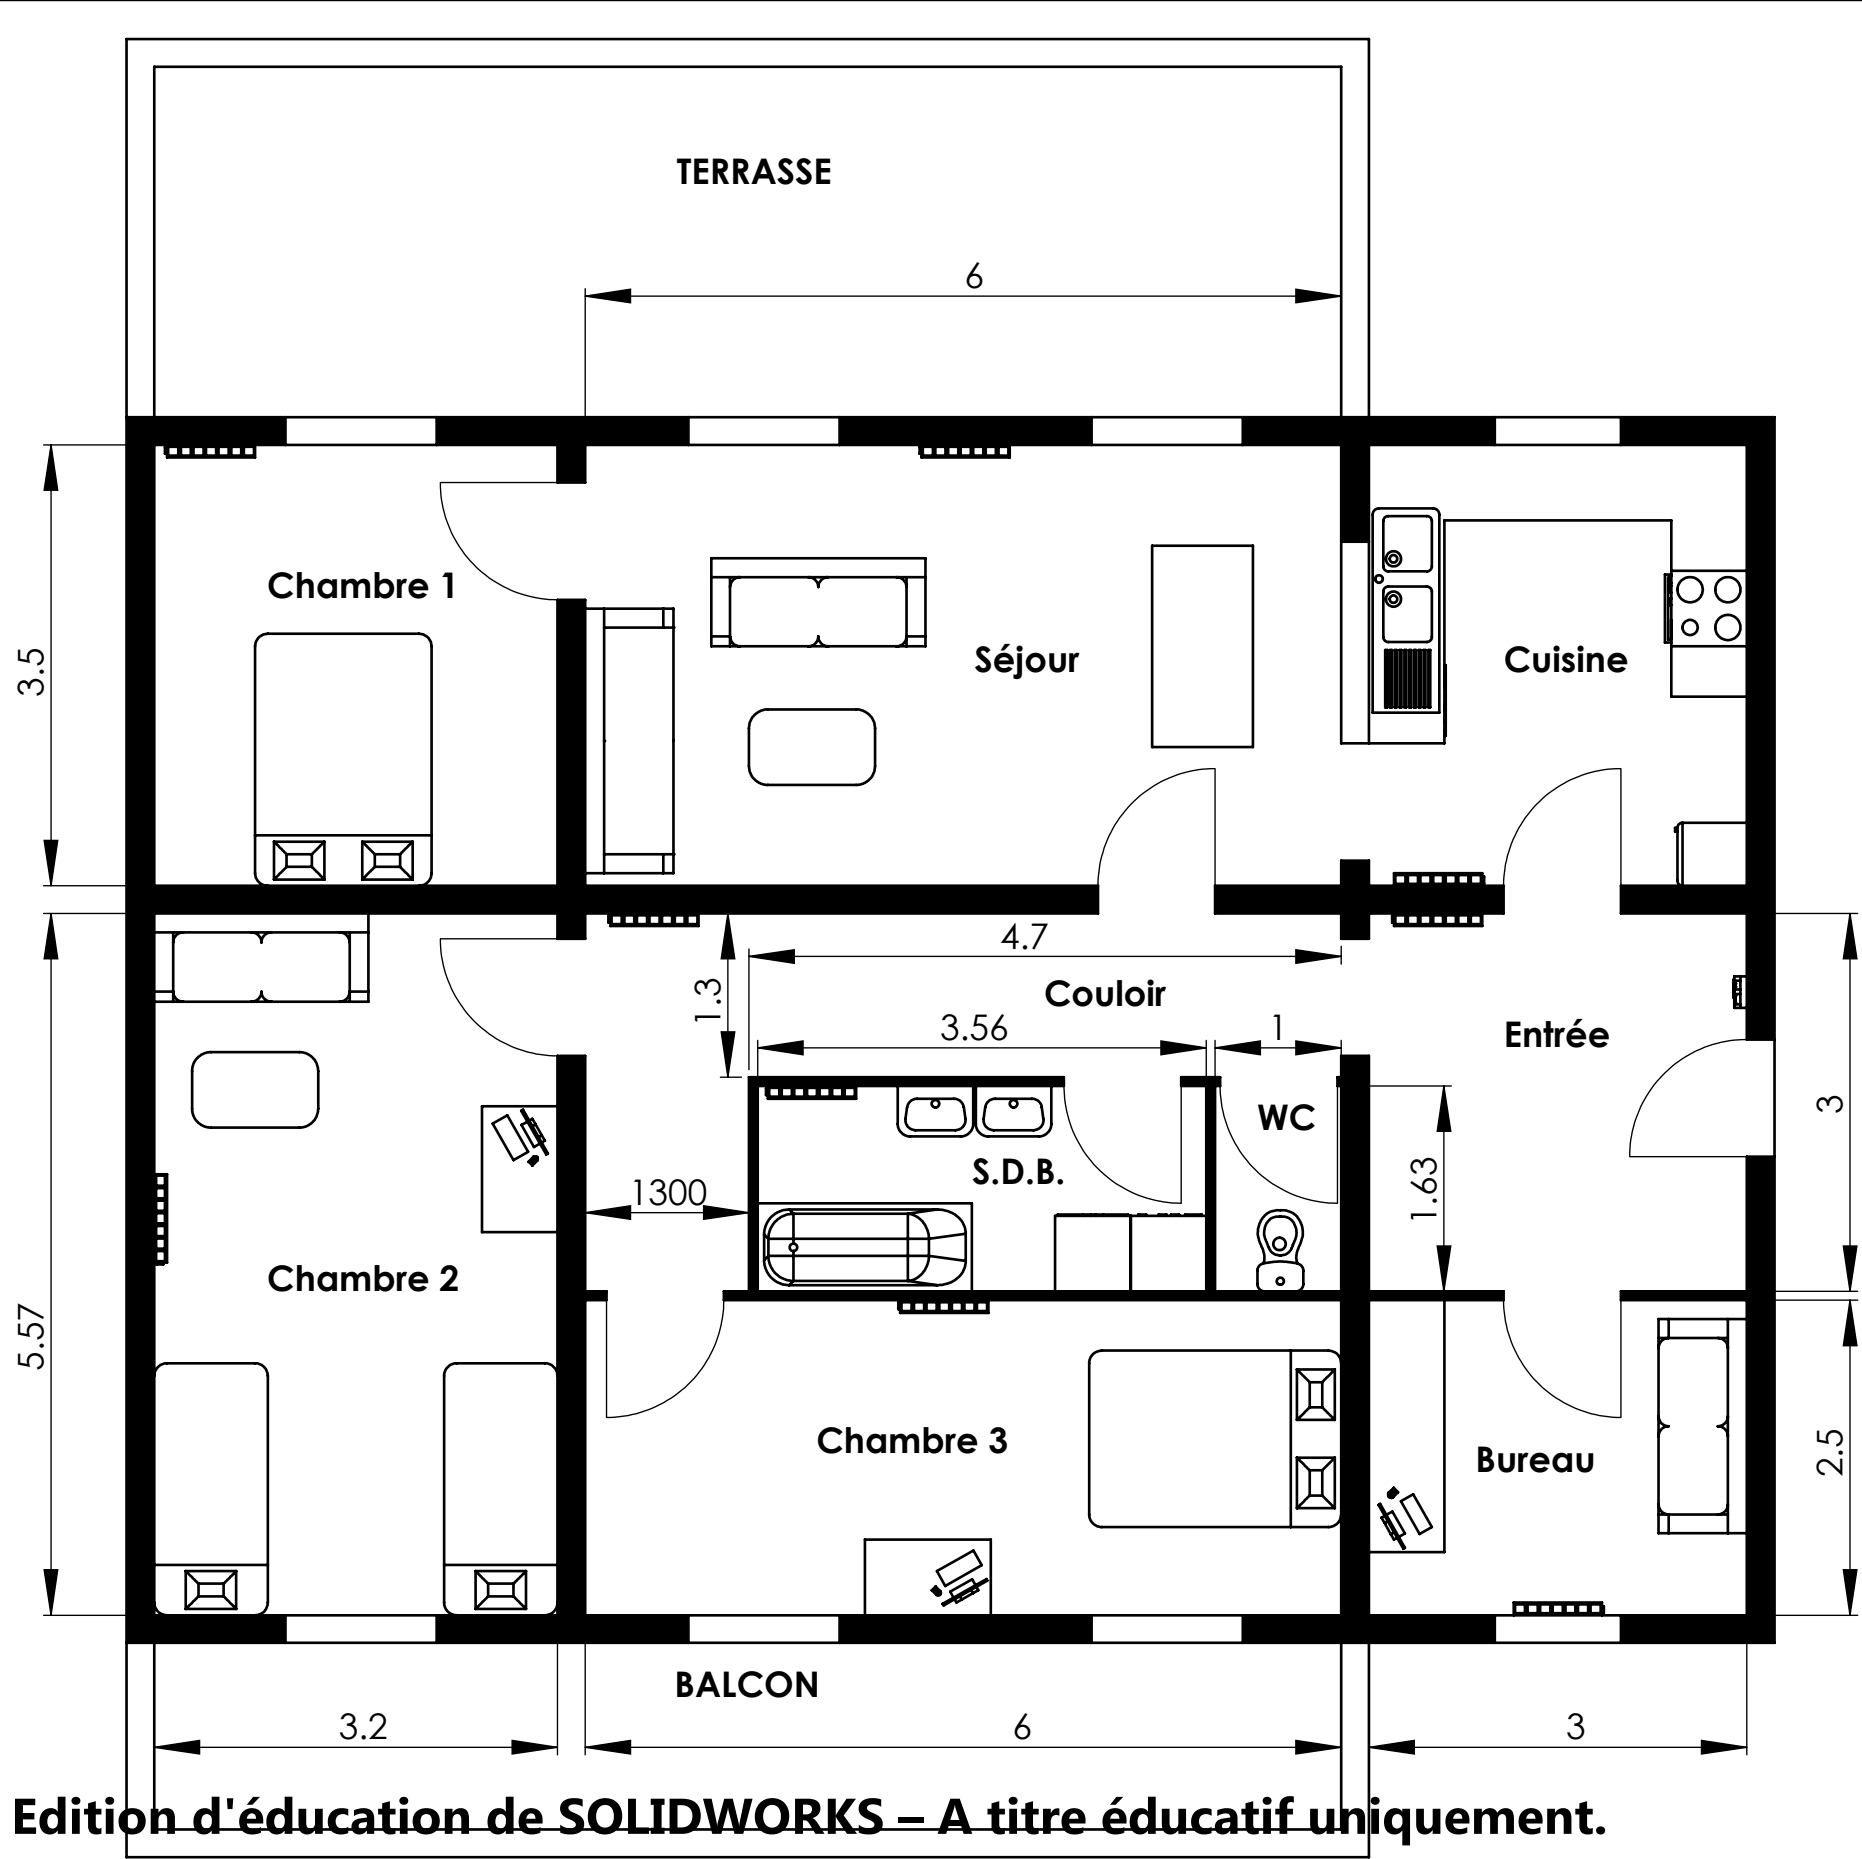 TERRASSE
6
Chambre 1
3.5
Séjour
Cuisine
4.7
1.3
Couloir
3.56
1
Entrée
WC
3
S.D.B.
1.63
1300
Chambre 2
5.57
Chambre 3
Bureau
2.5
BALCON
3.2
6
3
Edition d'éducation de SOLIDWORKS – A titre éducatif uniquement.